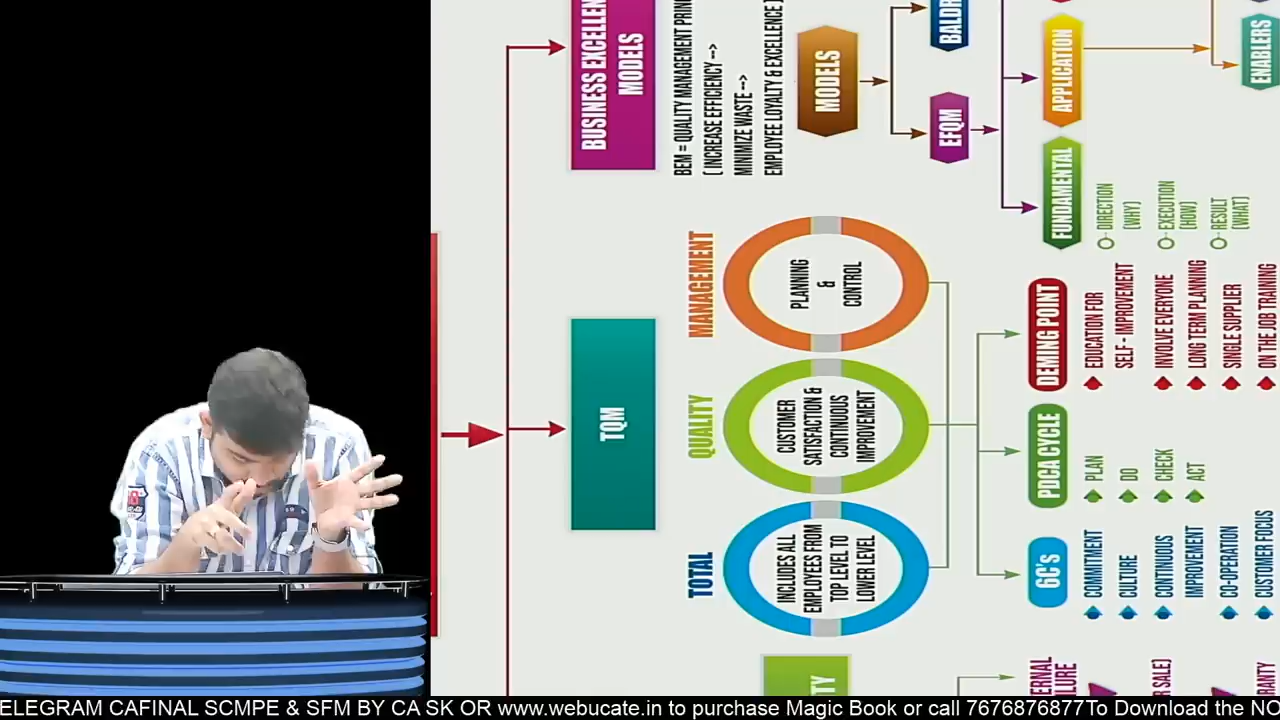 BUSINESS EXCELLEN
MODELS
BEM = QUALITY MANAGEMENT PRIN
( INCREASE EFFICIENCY -->
MINIMIZE WASTE -->
EMPLOYEE LOYALTY & EXCELLENCE )
MODELS
BALDR
EFQM
APPLICATION
ENABLERS
FUNDAMENTAL
DIRECTION
(WHY)
EXECUTION
(HOW)
RESULT
(WHAT)
TQM
MANAGEMENT
PLANNING
&
CONTROL
QUALITY
CUSTOMER
SATISFACTION &
CONTINUOUS
IMPROVEMENT
TOTAL
INCLUDES ALL
EMPLOYEES FROM
TOP LEVEL TO
LOWER LEVEL
DEMING POINT
EDUCATION FOR
SELF - IMPROVEMENT
INVOLVE EVERYONE
LONG TERM PLANNING
SINGLE SUPPLIER
ON THE JOB TRAINING
PDCA CYCLE
PLAN
DO
CHECK
ACT
6C'S
COMMITMENT
CULTURE
CONTINUOUS
IMPROVEMENT
CO-OPERATION
CUSTOMER FOCUS
TY
ERNAL
LURE
R SALE)
RANTY
ELEGRAM CAFINAL SCMPE & SFM BY CA SK OR www.webucate.in to purchase Magic Book or call 7676876877To Download the NO